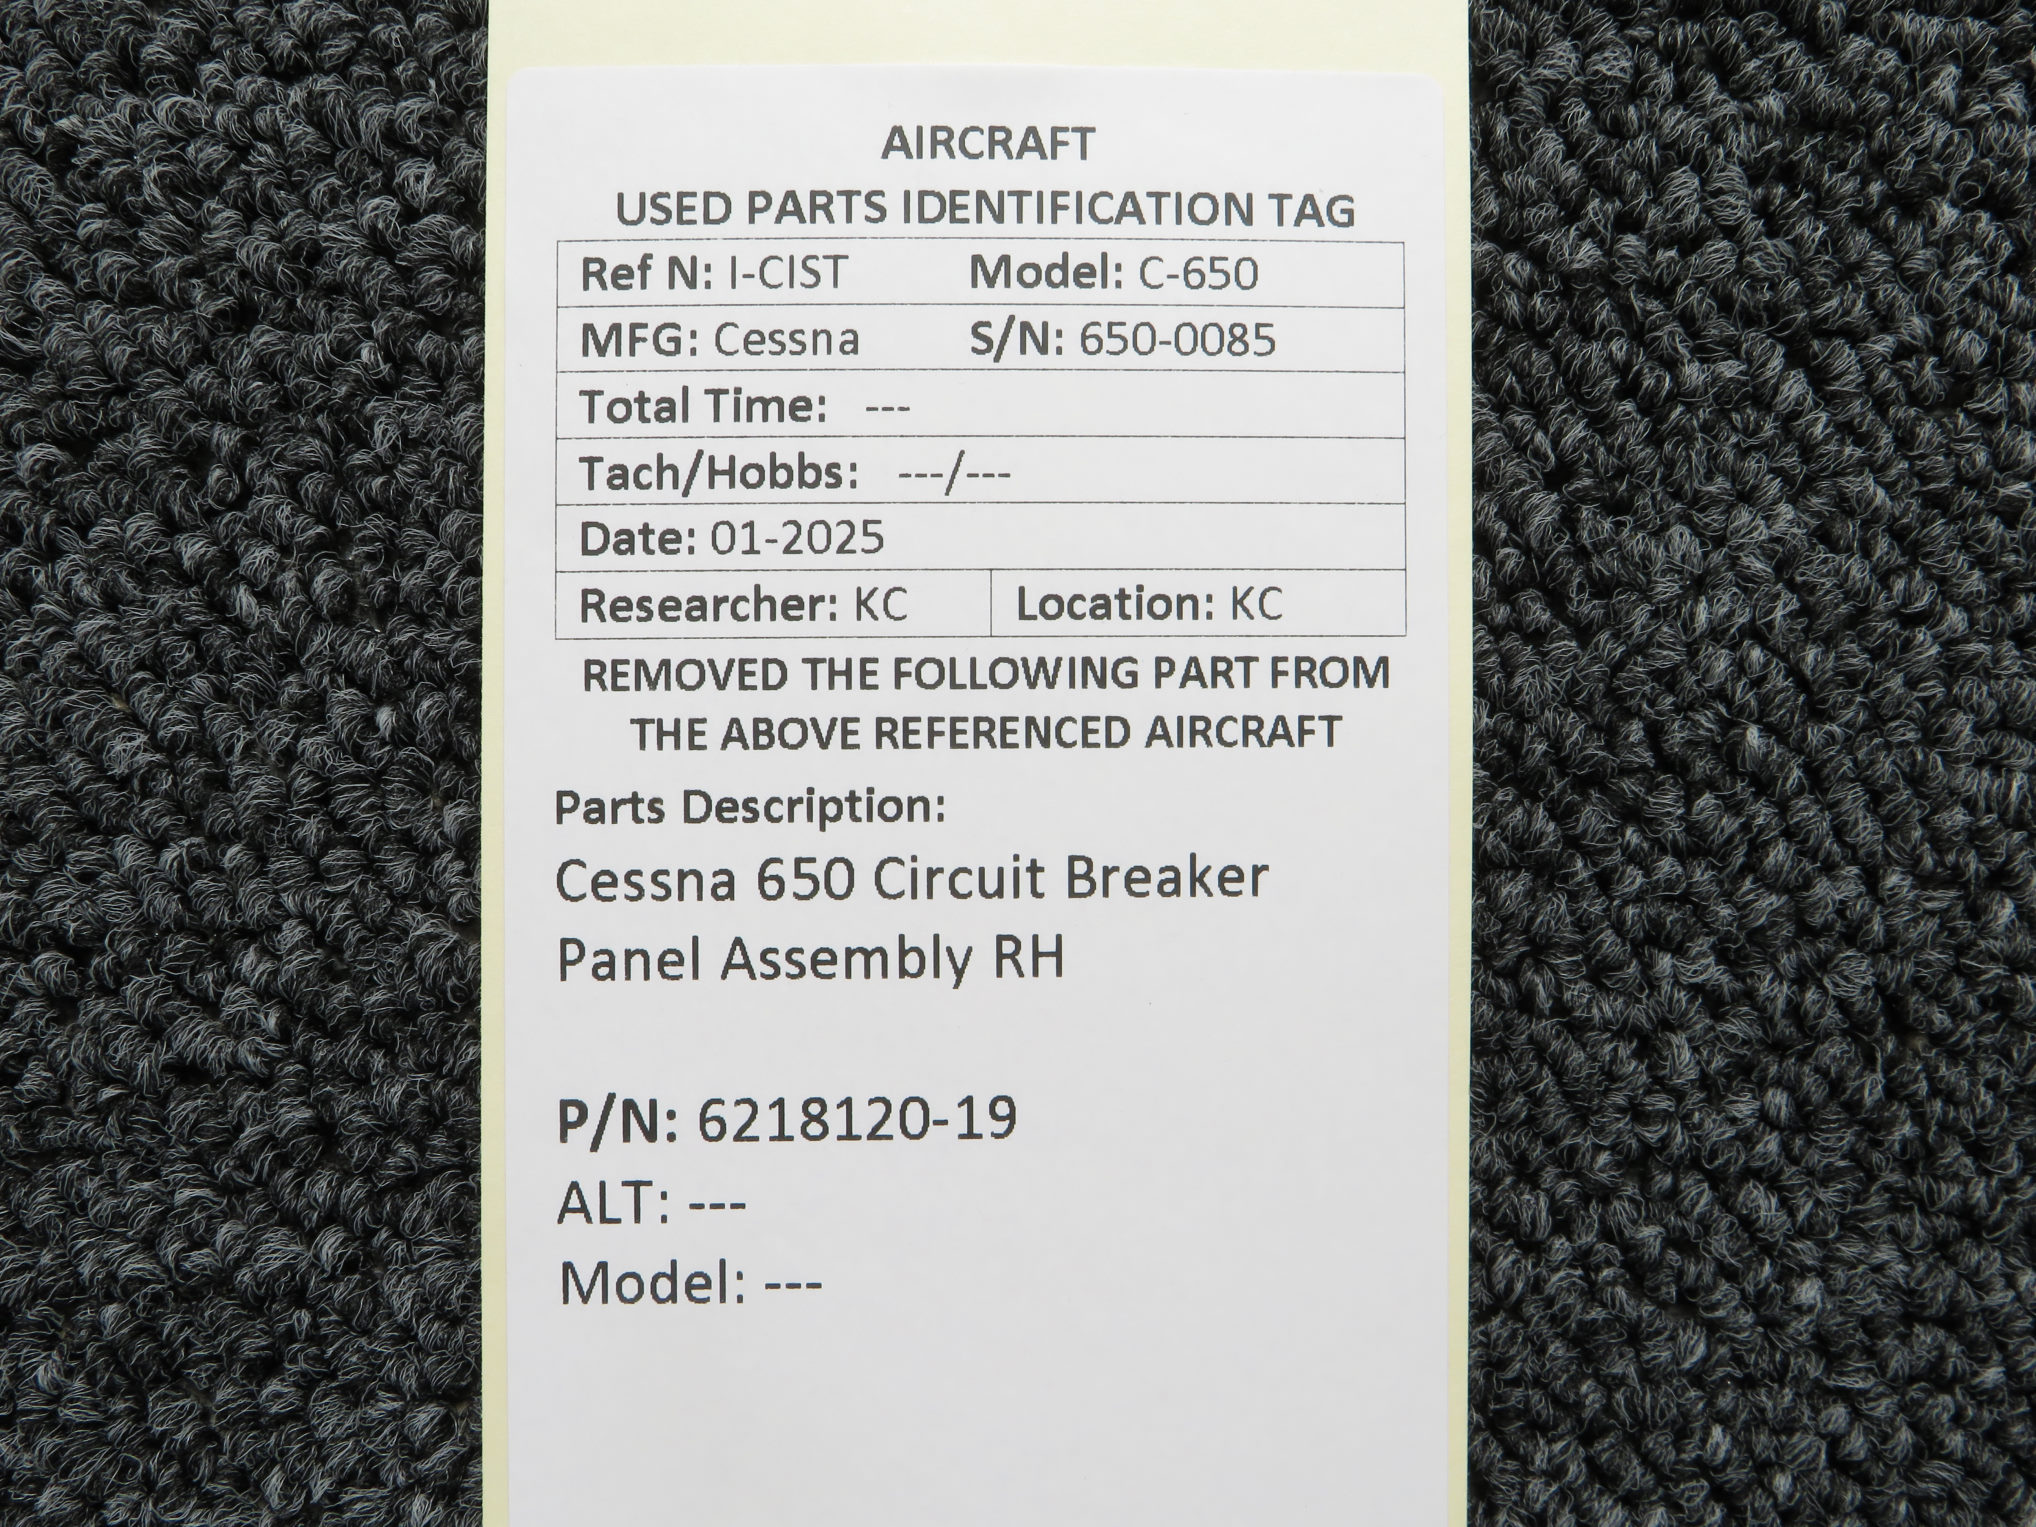 AIRCRAFT
USED PARTS IDENTIFICATION TAG
Ref N: I-CIST Model: C-650
MFG: Cessna S/N: 650-0085
Total Time: ---
Tach/Hobbs: ---/---
Date: 01-2025
Researcher: KC Location: KC
REMOVED THE FOLLOWING PART FROM
THE ABOVE REFERENCED AIRCRAFT
Parts Description:
Cessna 650 Circuit Breaker
Panel Assembly RH
P/N: 6218120-19
ALT: ---
Model: ---